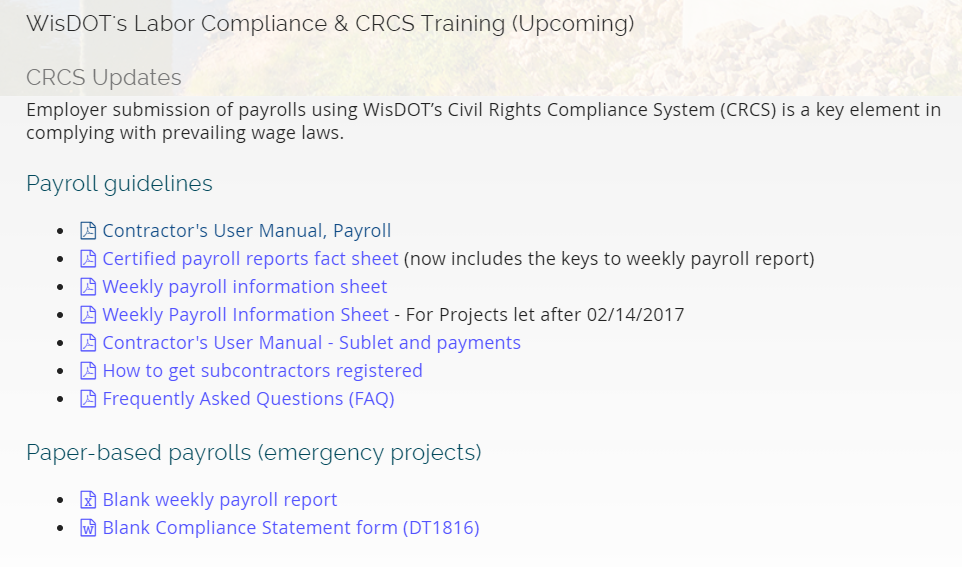 WisDOT's Labor Compliance & CRCS Training (Upcoming)
CRCS Updates
Employer submission of payrolls using WisDOT’s Civil Rights Compliance System (CRCS) is a key element in
complying with prevailing wage laws.
Payroll guidelines
Contractor's User Manual, Payroll
Certified payroll reports fact sheet (now includes the keys to weekly payroll report)
Weekly payroll information sheet
Weekly Payroll Information Sheet - For Projects let after 02/14/2017
Contractor's User Manual - Sublet and payments
How to get subcontractors registered
Frequently Asked Questions (FAQ)
Paper-based payrolls (emergency projects)
Blank weekly payroll report
Blank Compliance Statement form (DT1816)